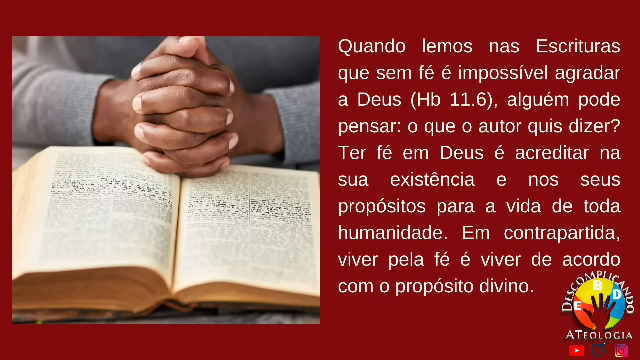 Quando lemos nas Escrituras
que sem fé é impossível agradar
a Deus (Hb 11.6), alguém pode
pensar: o que o autor quis dizer?
Ter fé em Deus é acreditar na
sua existência e nos seus
propósitos para a vida de toda
humanidade. Em contrapartida,
viver pela fé é viver de acordo
com o propósito divino.
DESCOMPLICANDO
EBD
ATEOLOGIA